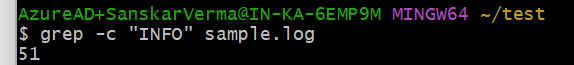 AzureAD+SanskarVerma@IN-KA-6EMP9M MINGW64 ~/test
$ grep -c "INFO" sample.log
51